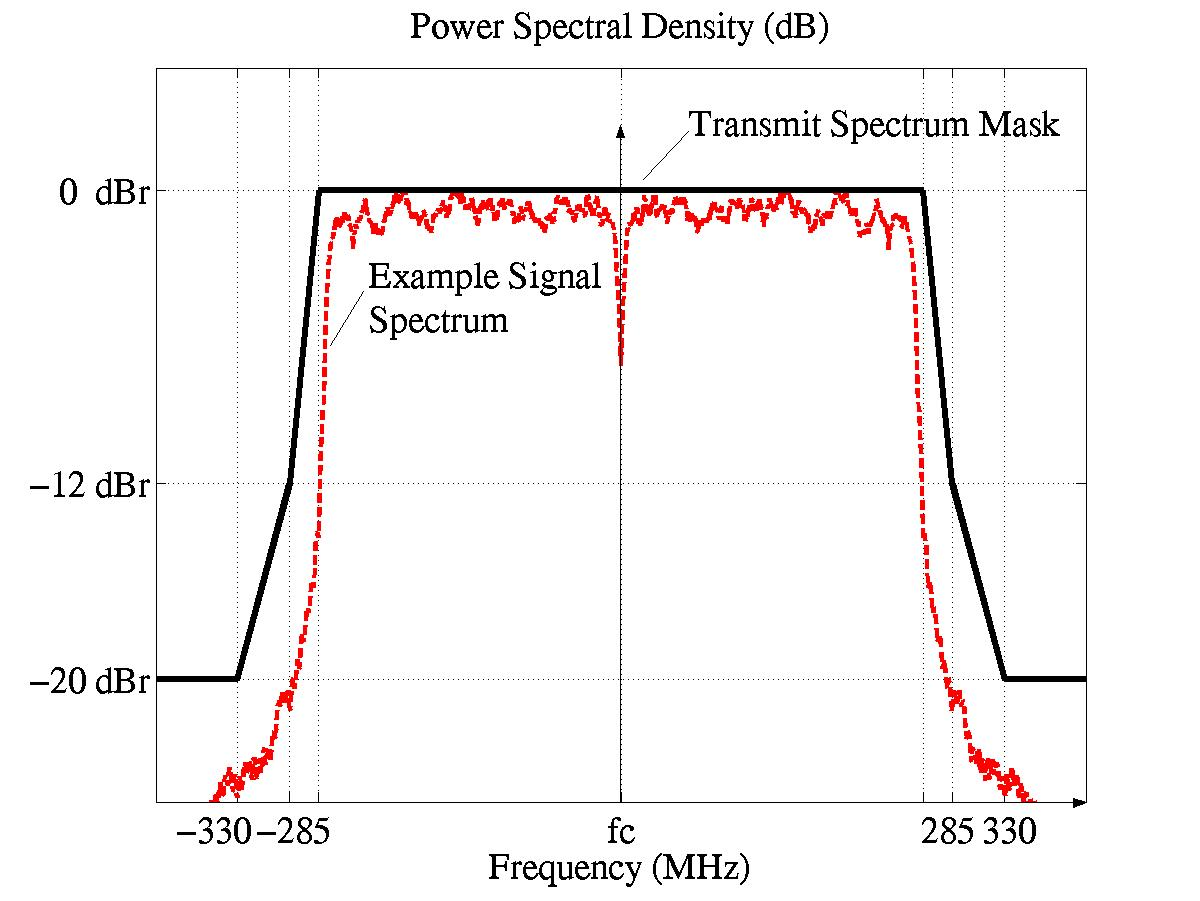 Power Spectral Density (dB)
Transmit Spectrum Mask
0 dBr
Example Signal
Spectrum
−12 dBr
−20 dBr
−330 −285 fc 285 330
Frequency (MHz)